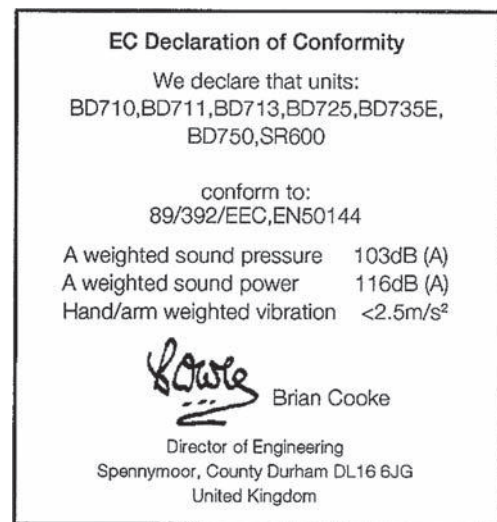 EC Declaration of Conformity
We declare that units:
BD710,BD711,BD713,BD725,BD735E,
BD750,SR600
conform to:
89/392/EEC,EN50144
A weighted sound pressure 103dB (A)
A weighted sound power 116dB (A)
Hand/arm weighted vibration <2.5m/s²
Brian Cooke
Director of Engineering
Spennymoor, County Durham DL16 6JG
United Kingdom